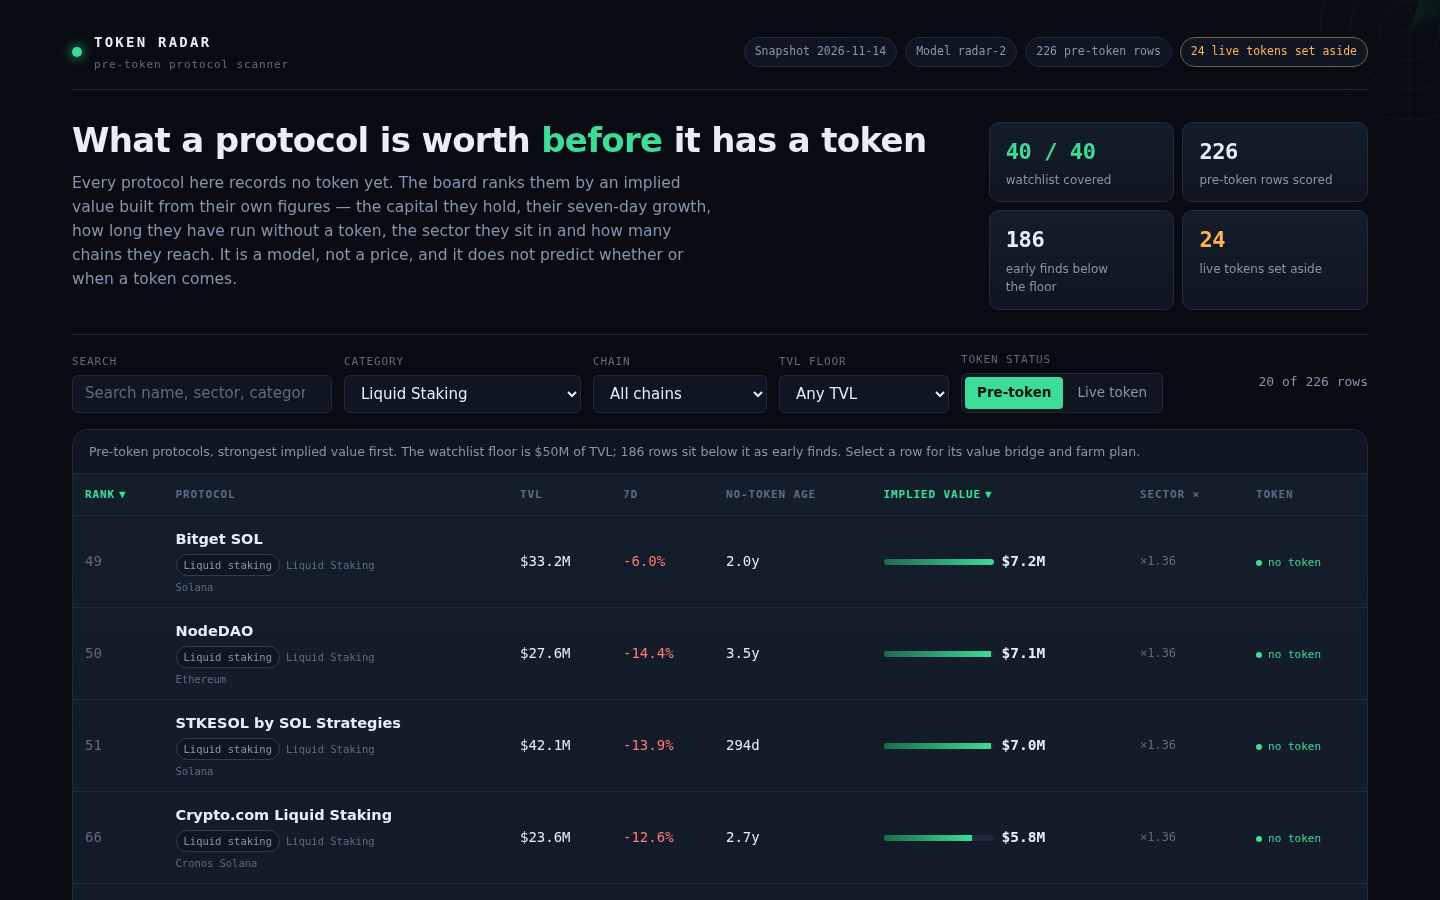 TOKEN RADAR
pre-token protocol scanner
Snapshot 2026-11-14
Model radar-2
226 pre-token rows
24 live tokens set aside
What a protocol is worth before it has a token
Every protocol here records no token yet. The board ranks them by an implied
value built from their own figures — the capital they hold, their seven-day growth,
how long they have run without a token, the sector they sit in and how many
chains they reach. It is a model, not a price, and it does not predict whether or
when a token comes.
40 / 40
watchlist covered
226
pre-token rows scored
186
early finds below
the floor
24
live tokens set aside
SEARCH
Search name, sector, categor
CATEGORY
Liquid Staking
CHAIN
All chains
TVL FLOOR
Any TVL
TOKEN STATUS
Pre-token
Live token
20 of 226 rows
Pre-token protocols, strongest implied value first. The watchlist floor is $50M of TVL; 186 rows sit below it as early finds. Select a row for its value bridge and farm plan.
RANK ▼ PROTOCOL TVL 7D NO-TOKEN AGE IMPLIED VALUE ▼ SECTOR × TOKEN
Bitget SOL
49 Liquid staking Liquid Staking $33.2M -6.0% 2.0y $7.2M ×1.36 no token
Solana
NodeDAO
50 Liquid staking Liquid Staking $27.6M -14.4% 3.5y $7.1M ×1.36 no token
Ethereum
STKESOL by SOL Strategies
51 Liquid staking Liquid Staking $42.1M -13.9% 294d $7.0M ×1.36 no token
Solana
Crypto.com Liquid Staking
66 Liquid staking Liquid Staking $23.6M -12.6% 2.7y $5.8M ×1.36 no token
Cronos Solana